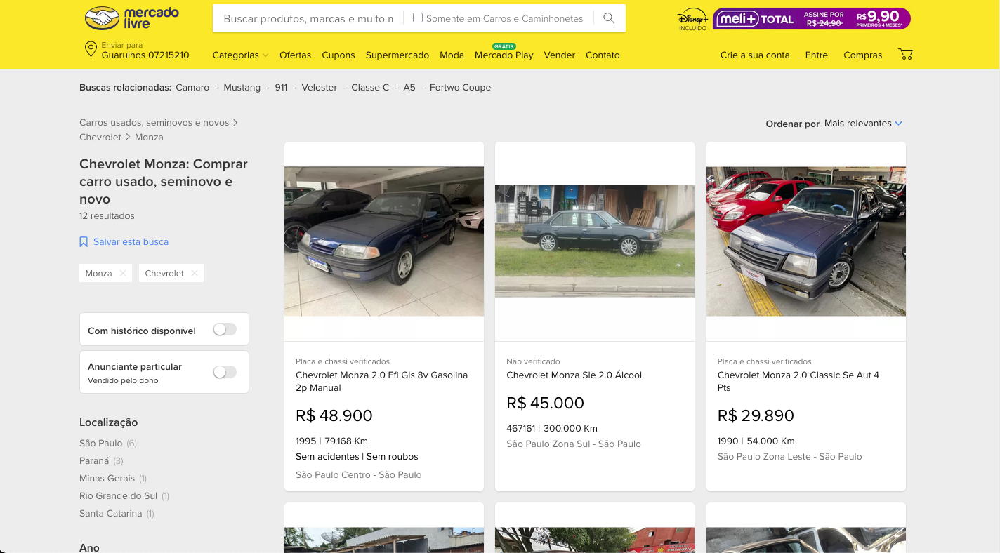 mercado
livre
Buscar produtos, marcas e muito m
Somente em Carros e Caminhonetes
Disney+
INCLUÍDO
meli+ TOTAL
ASSINE POR
R$ 24,90
R$ 9,90
PRIMEIROS 4 MESES*
Enviar para
Guarulhos 07215210
Categorias
Ofertas
Cupons
Supermercado
Moda
GRÁTIS
Mercado Play
Vender
Contato
Crie a sua conta
Entre
Compras
Buscas relacionadas: Camaro - Mustang - 911 - Veloster - Classe C - A5 - Fortwo Coupe
Carros usados, seminovos e novos >
Chevrolet > Monza
Chevrolet Monza: Comprar
carro usado, seminovo e
novo
12 resultados
Salvar esta busca
Monza
Chevrolet
Com histórico disponível
Anunciante particular
Vendido pelo dono
Localização
São Paulo (6)
Paraná (3)
Minas Gerais (1)
Rio Grande do Sul (1)
Santa Catarina (1)
Ano
Ordenar por Mais relevantes
Placa e chassi verificados
Chevrolet Monza 2.0 Efi Gls 8v Gasolina
2p Manual
R$ 48.900
1995 | 79.168 Km
Sem acidentes | Sem roubos
São Paulo Centro - São Paulo
Não verificado
Chevrolet Monza Sle 2.0 Álcool
R$ 45.000
467161 | 300.000 Km
São Paulo Zona Sul - São Paulo
Placa e chassi verificados
Chevrolet Monza 2.0 Classic Se Aut 4
Pts
R$ 29.890
1990 | 54.000 Km
São Paulo Zona Leste - São Paulo